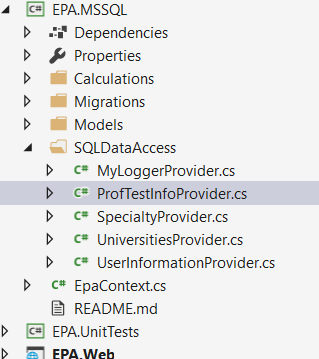 EPA.MSSQL
Dependencies
Properties
Calculations
Migrations
Models
SQLDataAccess
C# MyLoggerProvider.cs
C# ProfTestInfoProvider.cs
C# SpecialtyProvider.cs
C# UniversitiesProvider.cs
C# UserInformationProvider.cs
C# EpaContext.cs
README.md
C# EPA.UnitTests
EPA.Web